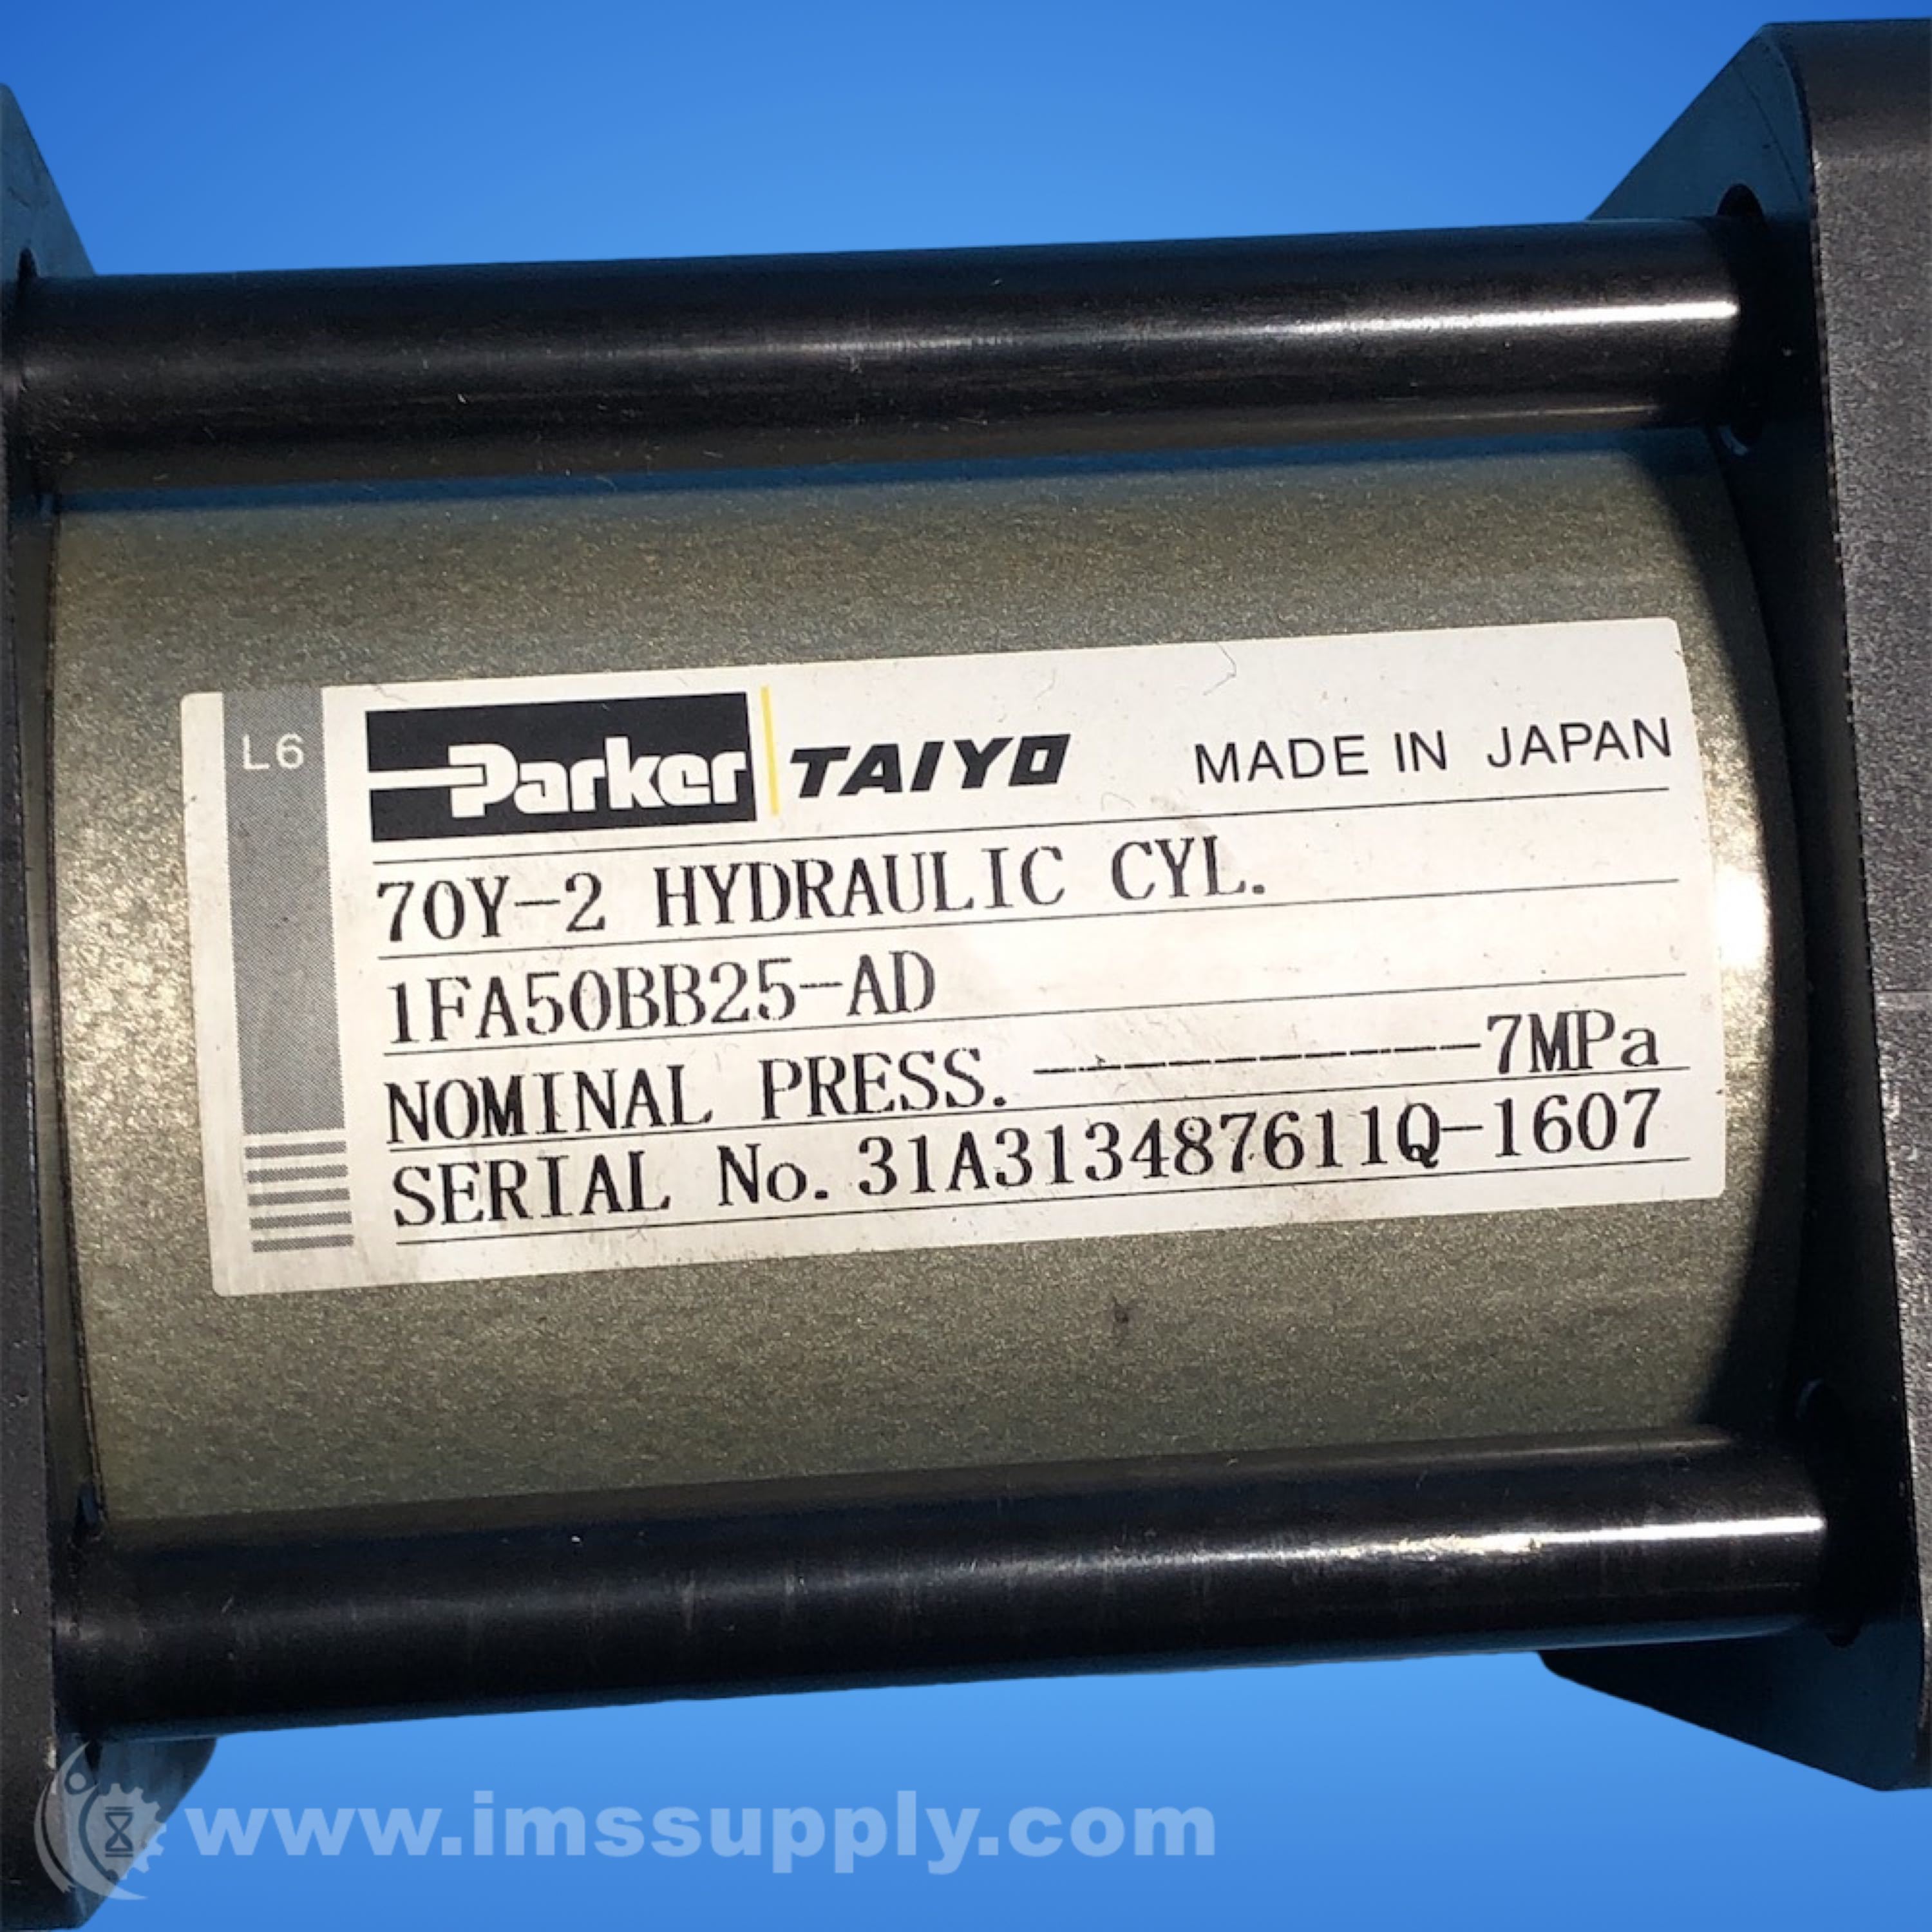 L6
Parker TAIYO MADE IN JAPAN
70Y-2 HYDRAULIC CYL.
1FA50BB25-AD
NOMINAL PRESS. ----------7MPa
SERIAL No. 31A313487611Q-1607
www.imssupply.com